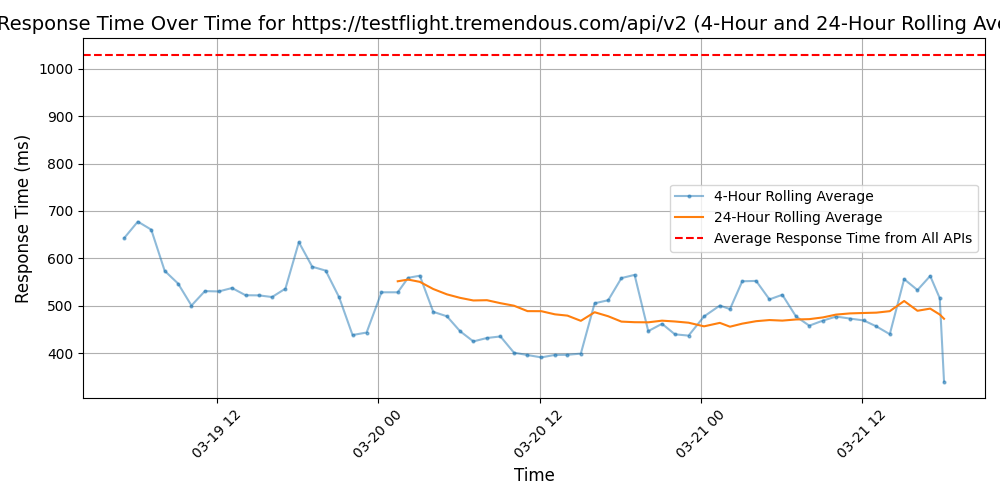 Response Time Over Time for https://testflight.tremendous.com/api/v2 (4-Hour and 24-Hour Rolling
Response Time (ms)
1000
900
800
700
600
500
400
4-Hour Rolling Average
24-Hour Rolling Average
Average Response Time from All APIs
03-19 12
03-20 00
03-20 12
03-21 00
03-21 12
Time